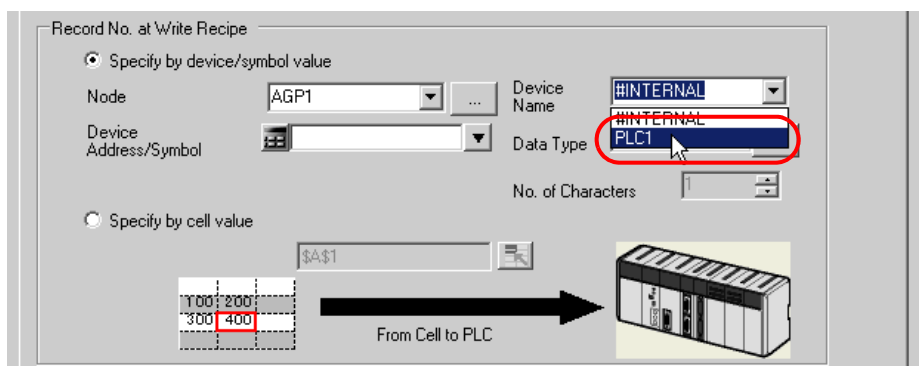 Record No. at Write Recipe
Specify by device/symbol value
Node
AGP1
...
Device
Name
#INTERNAL
#INTERNAL
PLC1
Device
Address/Symbol
Data Type
No. of Characters
1
Specify by cell value
$A$1
100 200
300 400
From Cell to PLC